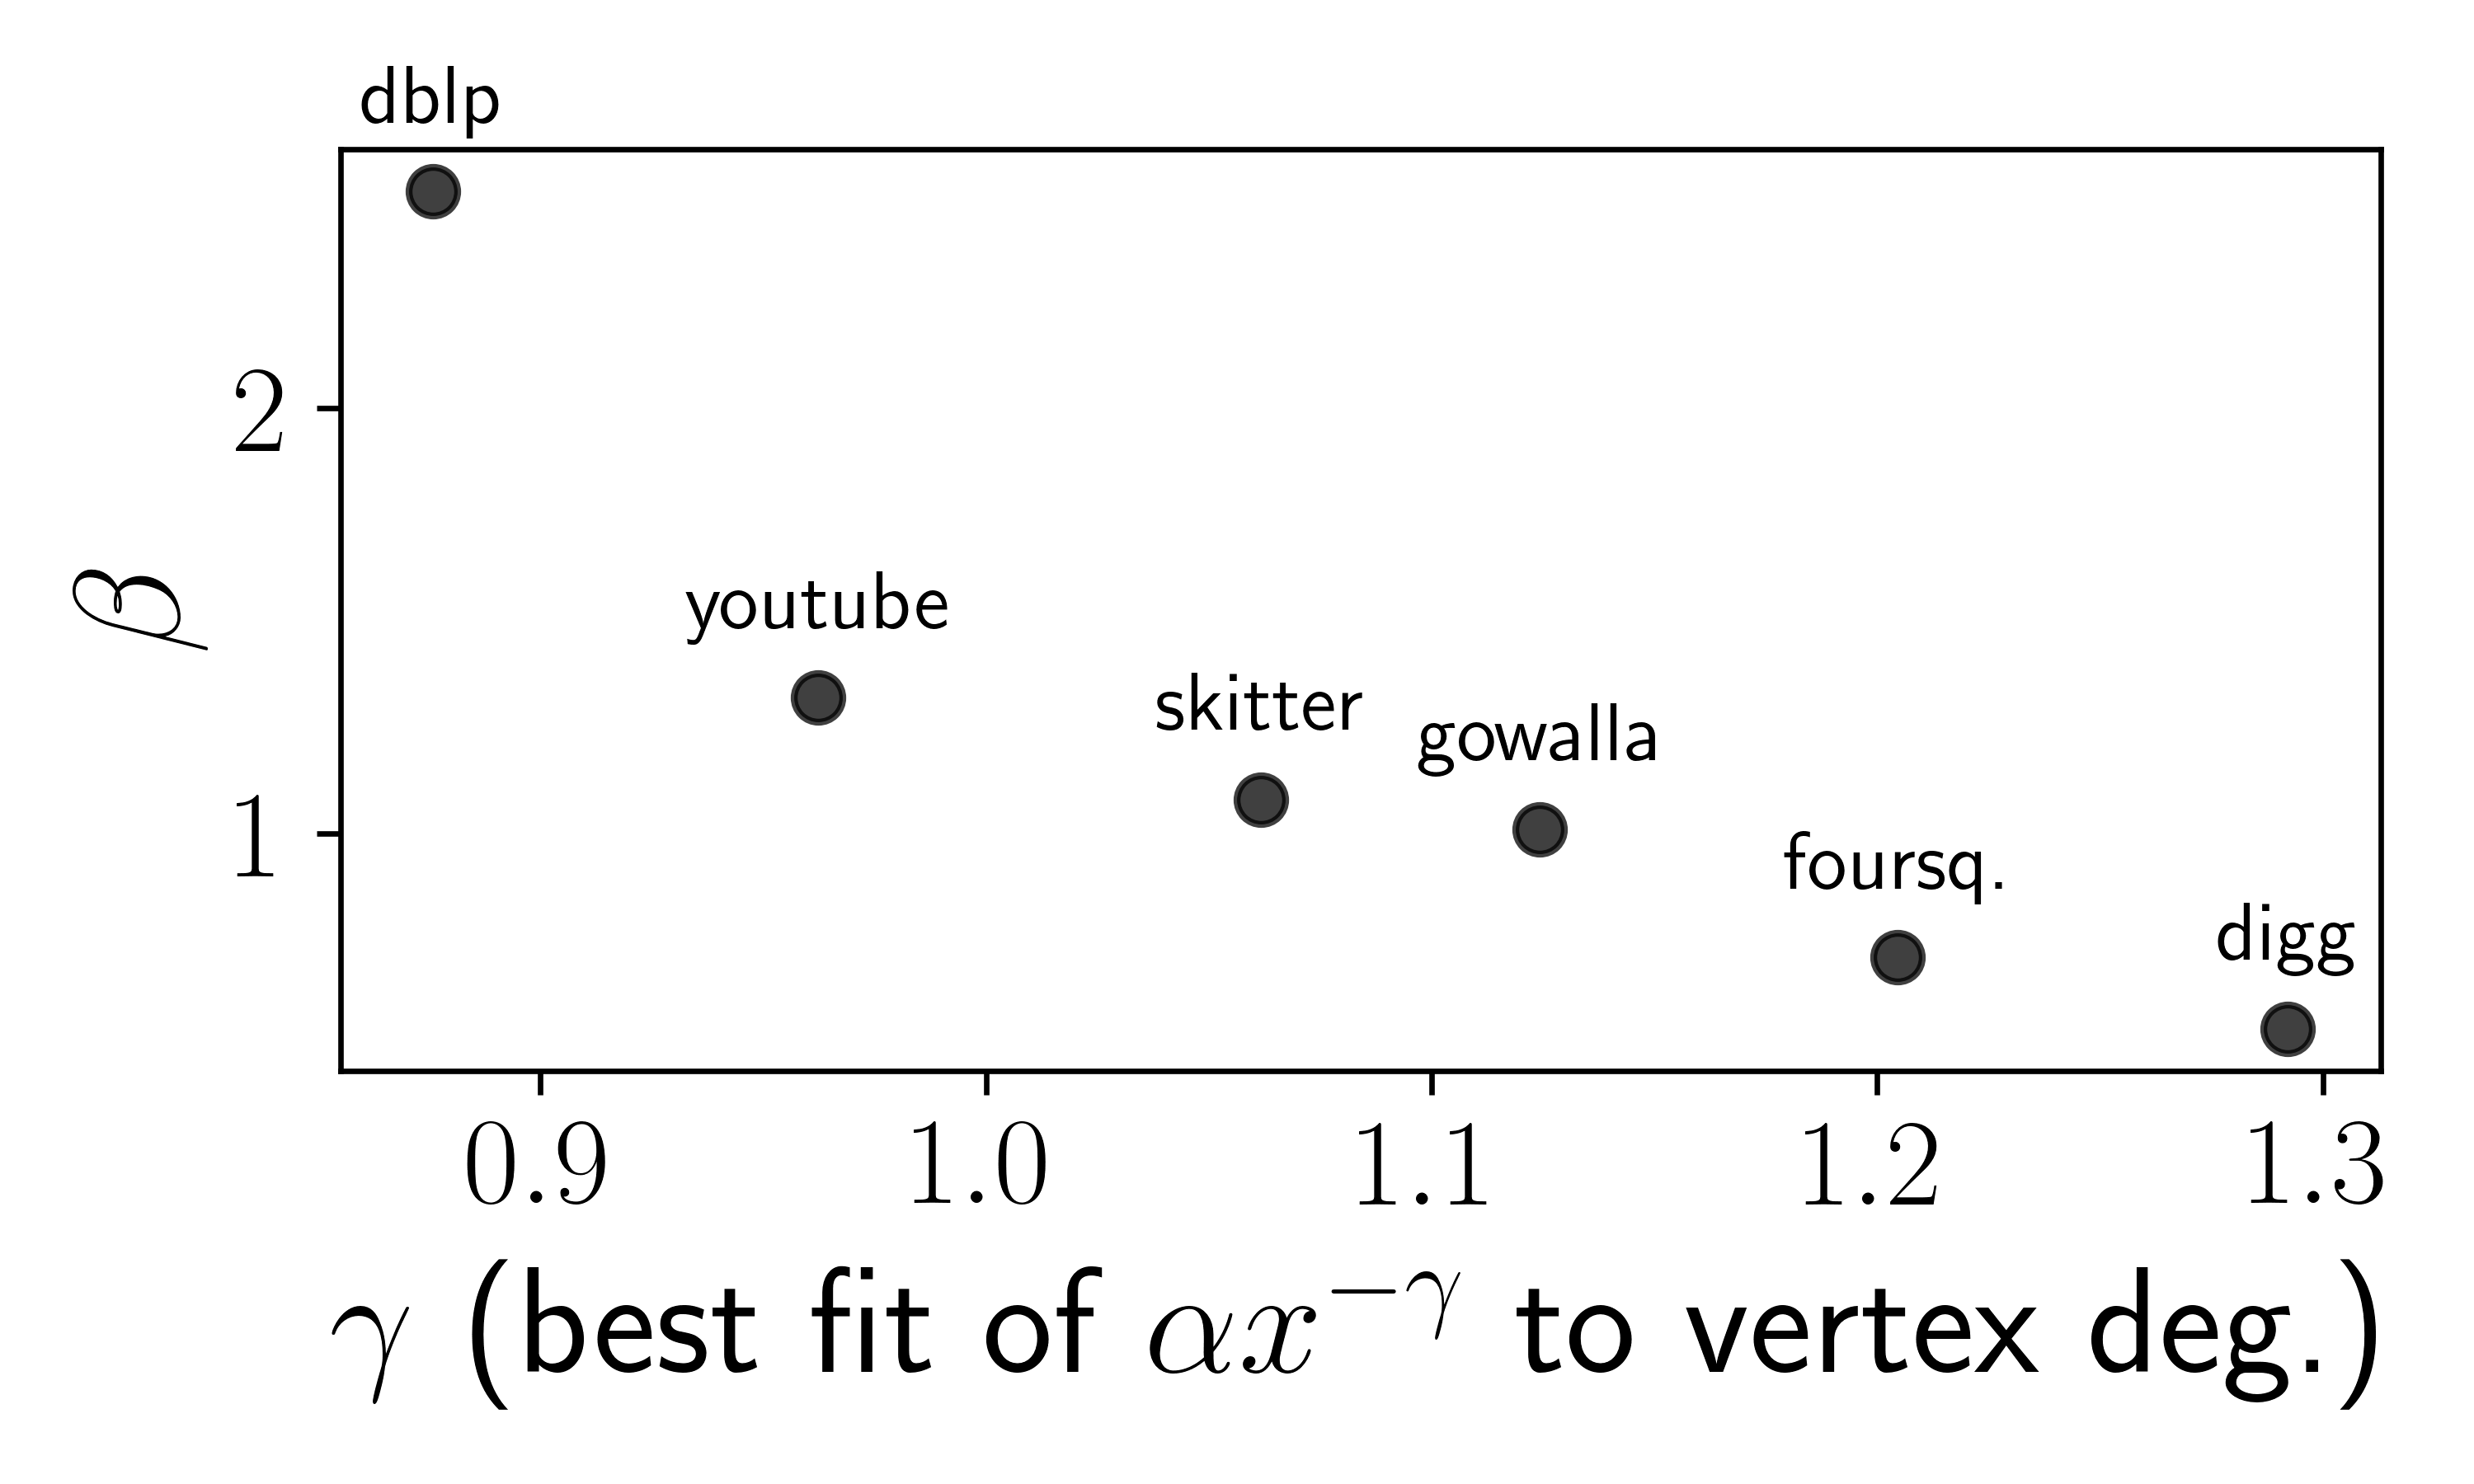 dblp
2
β
youtube
skitter
gowalla
1
foursq.
digg
0.9 1.0 1.1 1.2 1.3
γ (best fit of αx^{−γ} to vertex deg.)